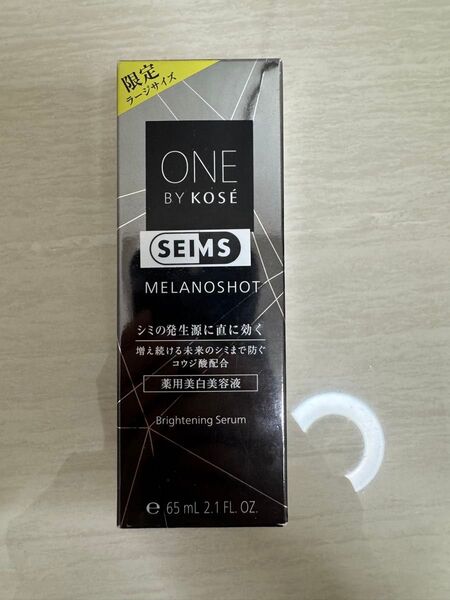 限定
ラージサイズ
ONE
BY KOSÉ
SEIMS
MELANOSHOT
シミの発生源に直に効く
増え続ける未来のシミまで防ぐ
コウジ酸配合
薬用美白美容液
Brightening Serum
℮ 65 mL 2.1 FL. OZ.